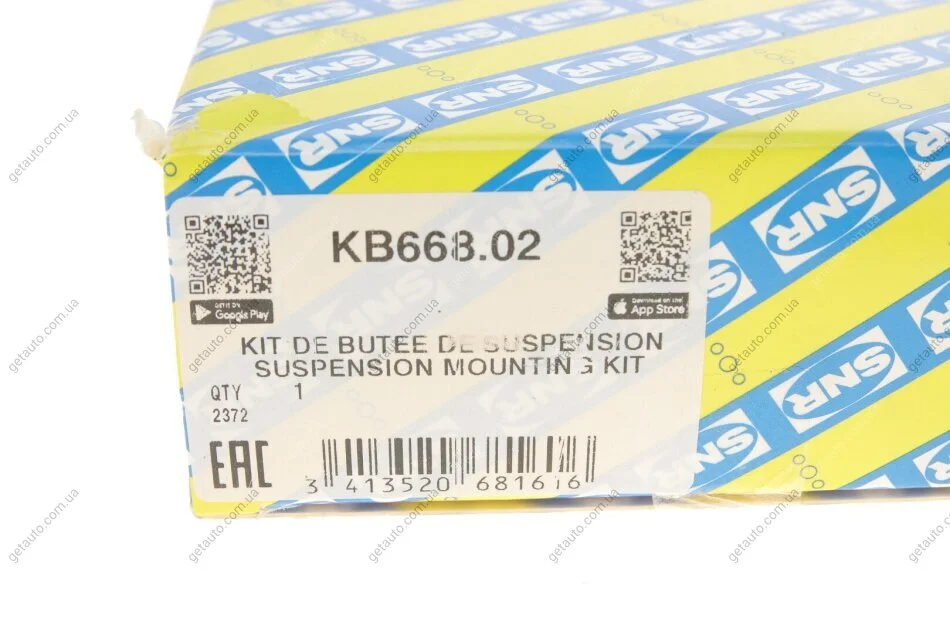 SNR
KB668.02
GET IT ON
Google Play
Download on the
App Store
KIT DE BUTEE DE SUSPENSION
SUSPENSION MOUNTING KIT
QTY 1
2372
EAC
3 413520 681616
getauto.com.ua